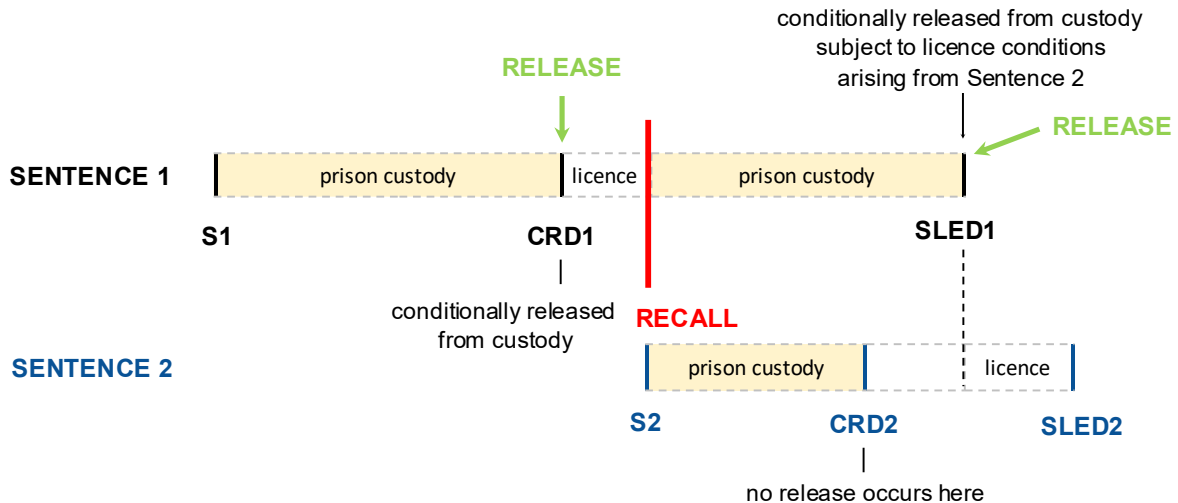 conditionally released from custody
subject to licence conditions
arising from Sentence 2
RELEASE
RELEASE
SENTENCE 1
prison custody
licence
prison custody
S1
CRD1
SLED1
conditionally released
from custody
RECALL
SENTENCE 2
prison custody
licence
S2
CRD2
SLED2
no release occurs here